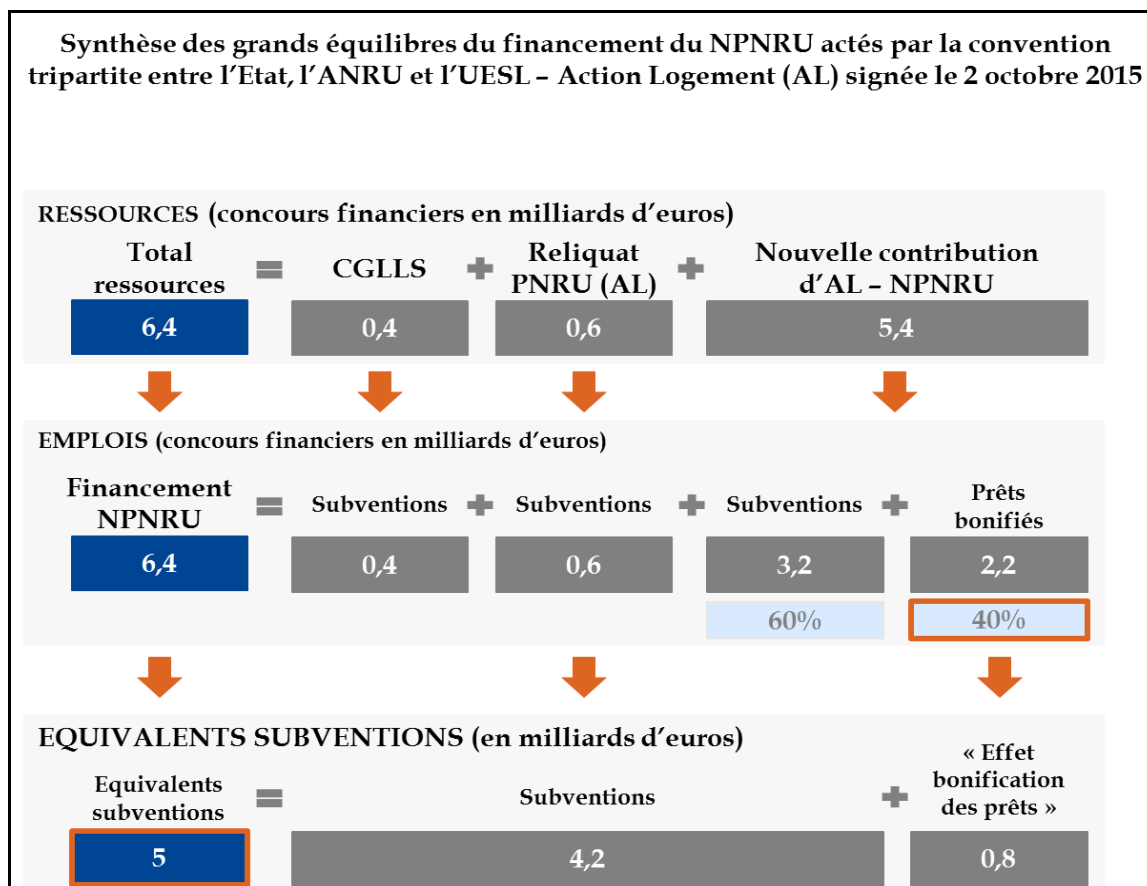 Synthèse des grands équilibres du financement du NPNRU actés par la convention
tripartite entre l'Etat, l'ANRU et l'UESL – Action Logement (AL) signée le 2 octobre 2015
RESSOURCES (concours financiers en milliards d'euros)
Total ressources = CGLLS + Reliquat PNRU (AL) + Nouvelle contribution d'AL – NPNRU
6,4 0,4 0,6 5,4
EMPLOIS (concours financiers en milliards d'euros)
Financement NPNRU = Subventions + Subventions + Subventions + Prêts bonifiés
6,4 0,4 0,6 3,2 2,2
60% 40%
EQUIVALENTS SUBVENTIONS (en milliards d'euros)
Equivalents subventions = Subventions + « Effet bonification des prêts »
5 4,2 0,8